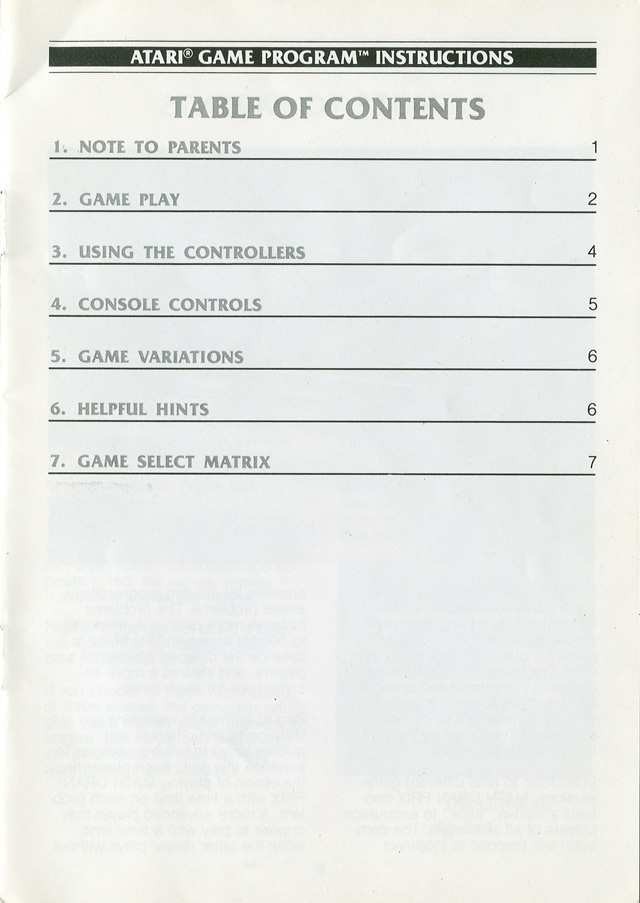 ATARI® GAME PROGRAM™ INSTRUCTIONS
TABLE OF CONTENTS
1. NOTE TO PARENTS 1
2. GAME PLAY 2
3. USING THE CONTROLLERS 4
4. CONSOLE CONTROLS 5
5. GAME VARIATIONS 6
6. HELPFUL HINTS 6
7. GAME SELECT MATRIX 7